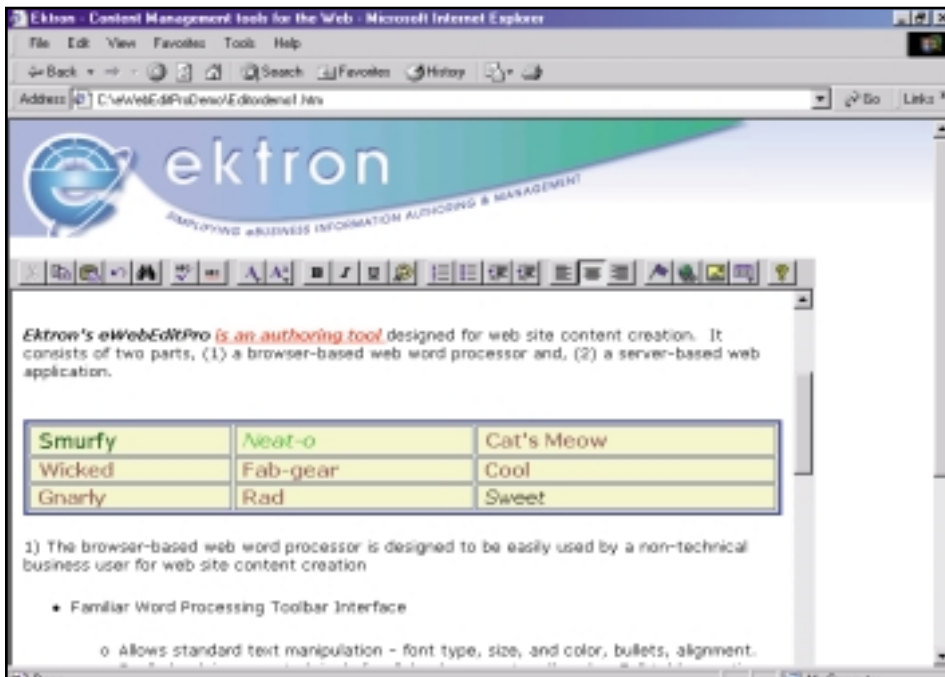 Ektron - Content Management tools for the Web - Microsoft Internet Explorer
File Edit View Favorites Tools Help
Back Search Favorites History
Address C:\eWebEditProDemo\Editordemo1.htm Go Links
ektron
SIMPLIFYING eBUSINESS INFORMATION AUTHORING & MANAGEMENT
Ektron's eWebEditPro is an authoring tool designed for web site content creation. It
consists of two parts, (1) a browser-based web word processor and, (2) a server-based web
application.
Smurfy Neat-o Cat's Meow
Wicked Fab-gear Cool
Gnarly Rad Sweet
1) The browser-based web word processor is designed to be easily used by a non-technical
business user for web site content creation
• Familiar Word Processing Toolbar Interface
o Allows standard text manipulation - font type, size, and color, bullets, alignment.